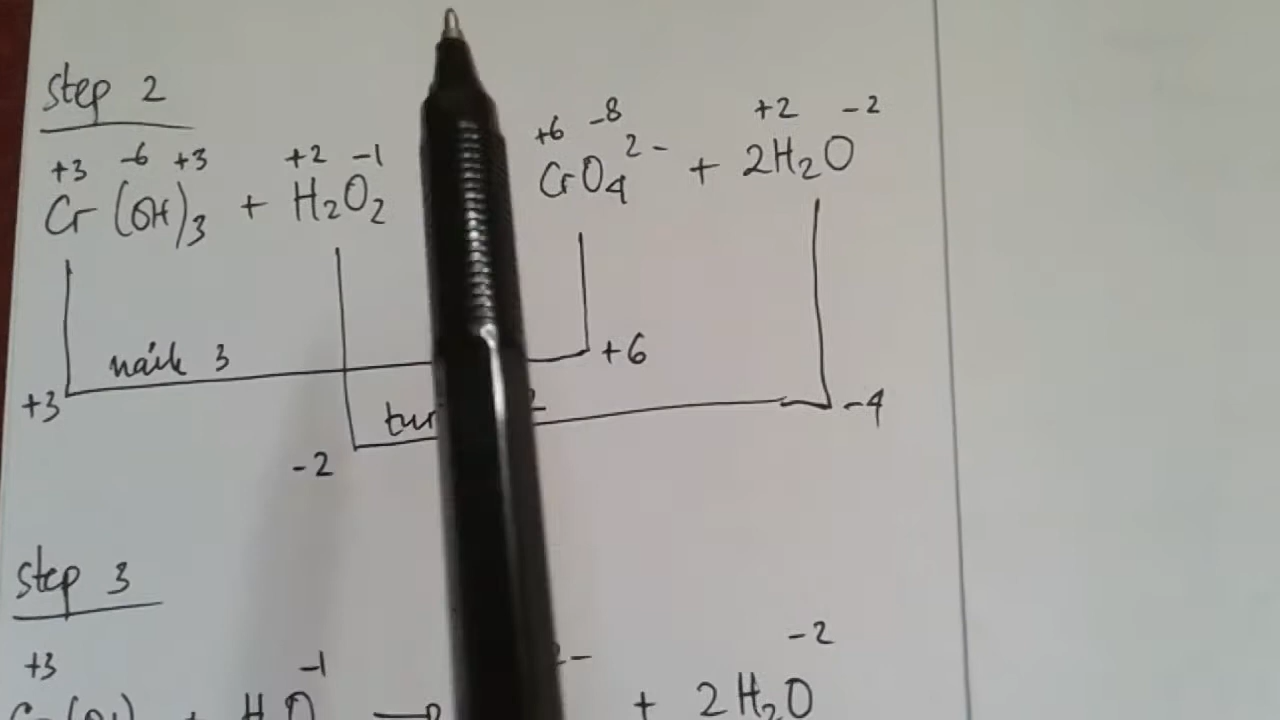 step 2
+3 -6 +3 +2 -1 +6 -8 +2 -2
Cr (OH)3 + H2O2 CrO4 2- + 2H2O
naik 3 +6
+3 -4
-2
step 3
+3 -1 2- -2
+ 2H2O